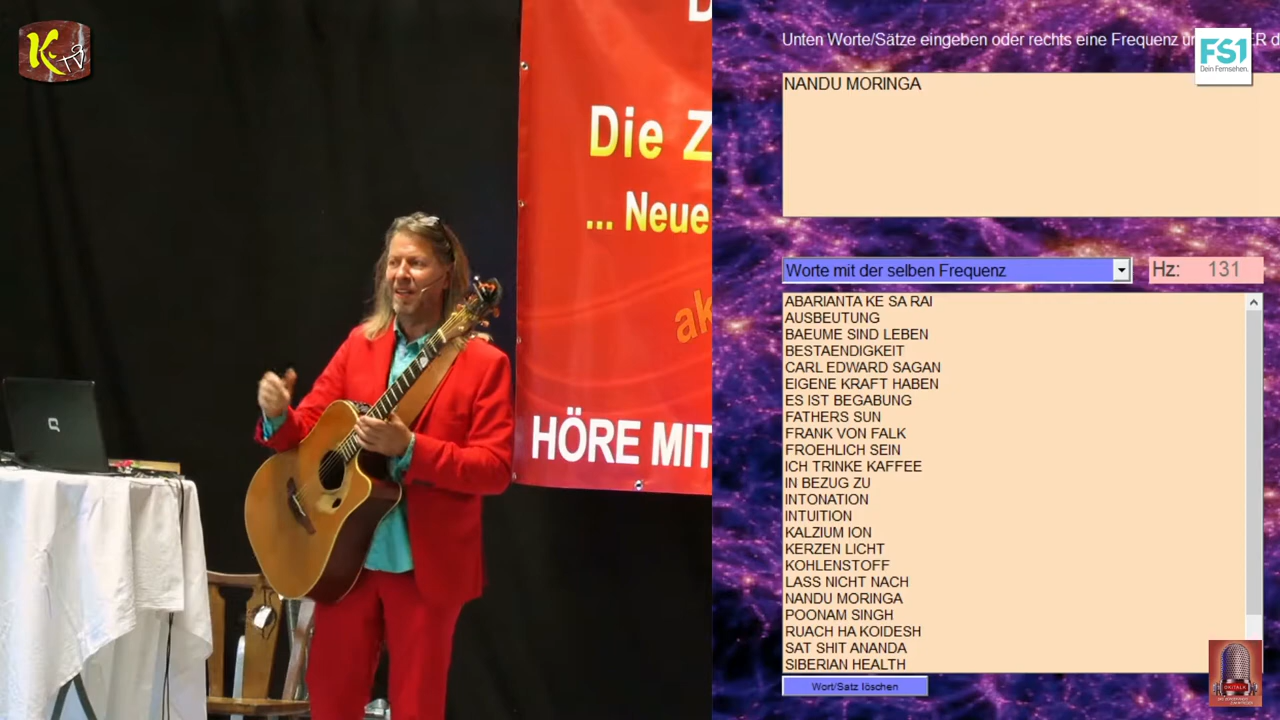 K
TV
D
Die Z
... Neue
ak
HÖRE MIT
Unten Worte/Sätze eingeben oder rechts eine Frequenz
ER d
FS1
Dein Fernsehen.
NANDU MORINGA
Worte mit der selben Frequenz
Hz: 131
ABARIANTA KE SA RAI
AUSBEUTUNG
BAEUME SIND LEBEN
BESTAENDIGKEIT
CARL EDWARD SAGAN
EIGENE KRAFT HABEN
ES IST BEGABUNG
FATHERS SUN
FRANK VON FALK
FROEHLICH SEIN
ICH TRINKE KAFFEE
IN BEZUG ZU
INTONATION
INTUITION
KALZIUM ION
KERZEN LICHT
KOHLENSTOFF
LASS NICHT NACH
NANDU MORINGA
POONAM SINGH
RUACH HA KOIDESH
SAT SHIT ANANDA
SIBERIAN HEALTH
Wort/Satz löschen
OKITALK